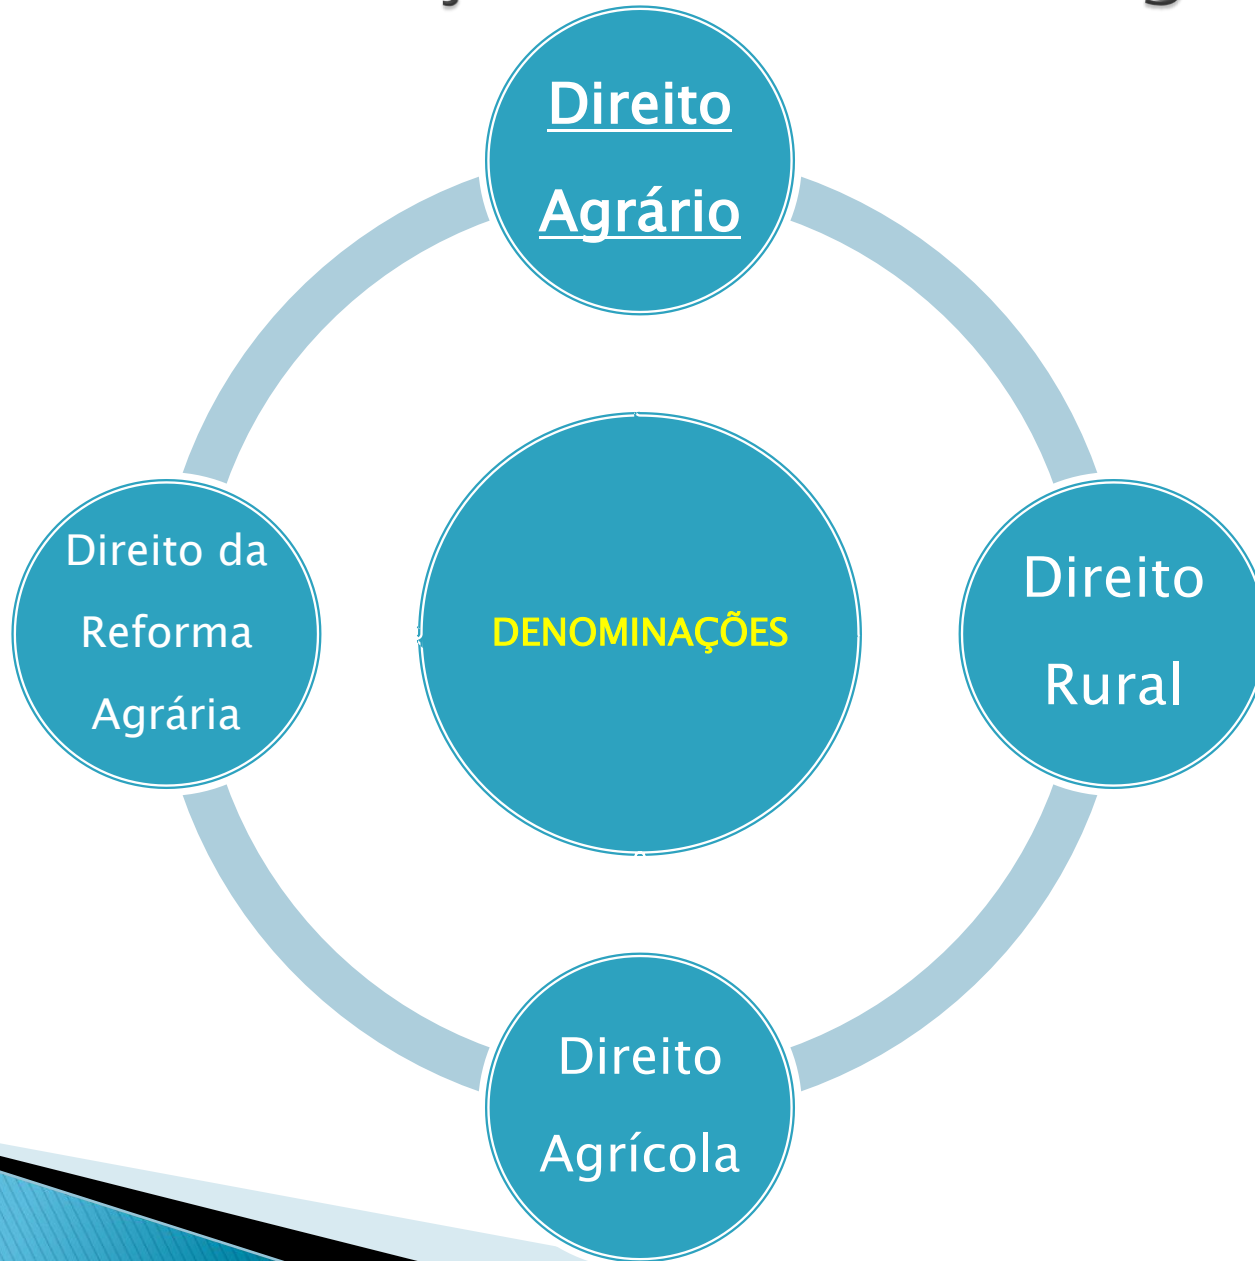 Direito
Agrário
Direito da
Reforma
Agrária
DENOMINAÇÕES
Direito
Rural
Direito
Agrícola